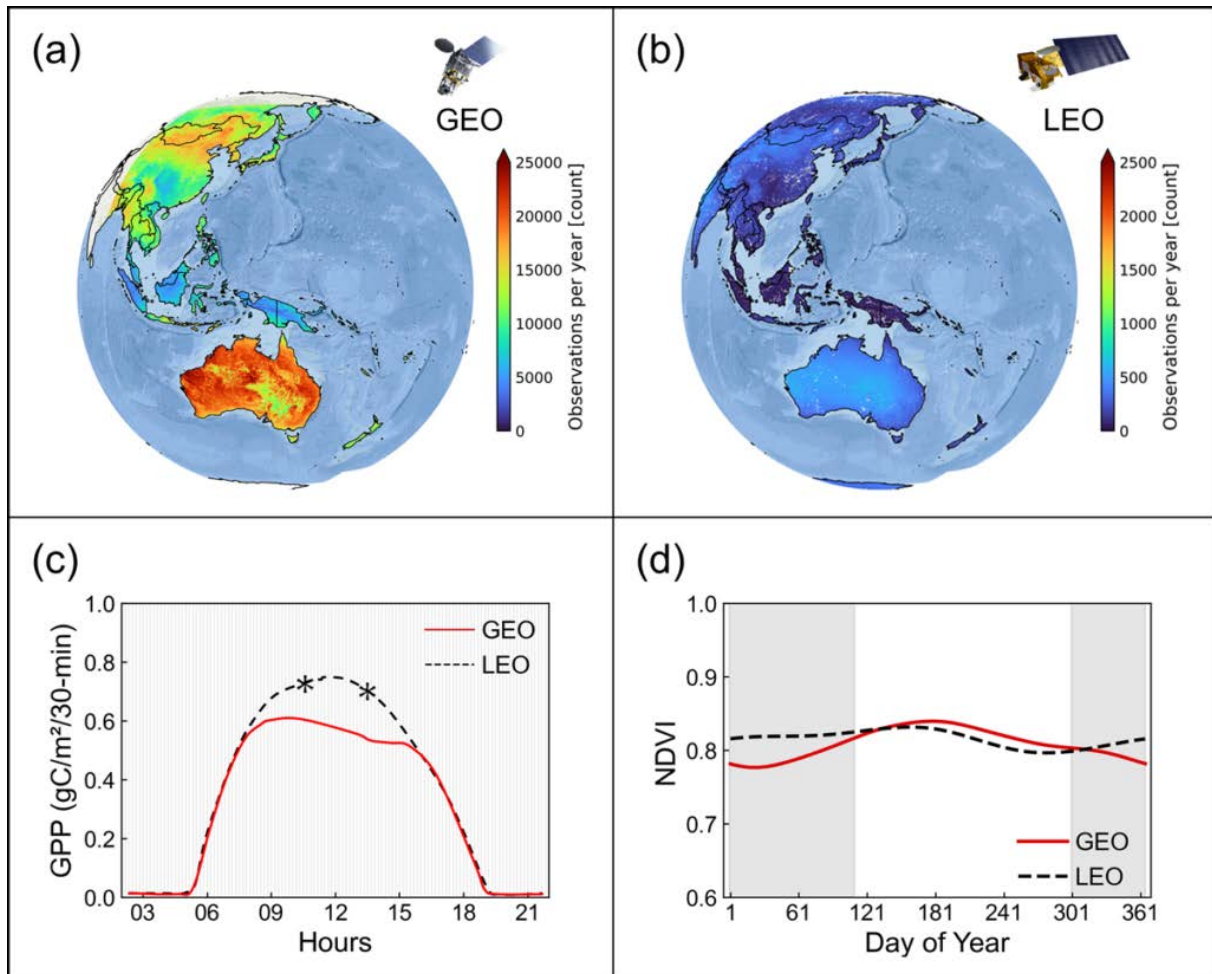 (a)
GEO
25000
20000
15000
10000
5000
0
Observations per year [count]
(b)
LEO
2500
2000
1500
1000
500
0
Observations per year [count]
(c)
1.0
0.8
0.6
0.4
0.2
0.0
GPP (gC/m²/30-min)
GEO
LEO
03 06 09 12 15 18 21
Hours
(d)
1.0
0.9
0.8
0.7
0.6
NDVI
GEO
LEO
1 61 121 181 241 301 361
Day of Year